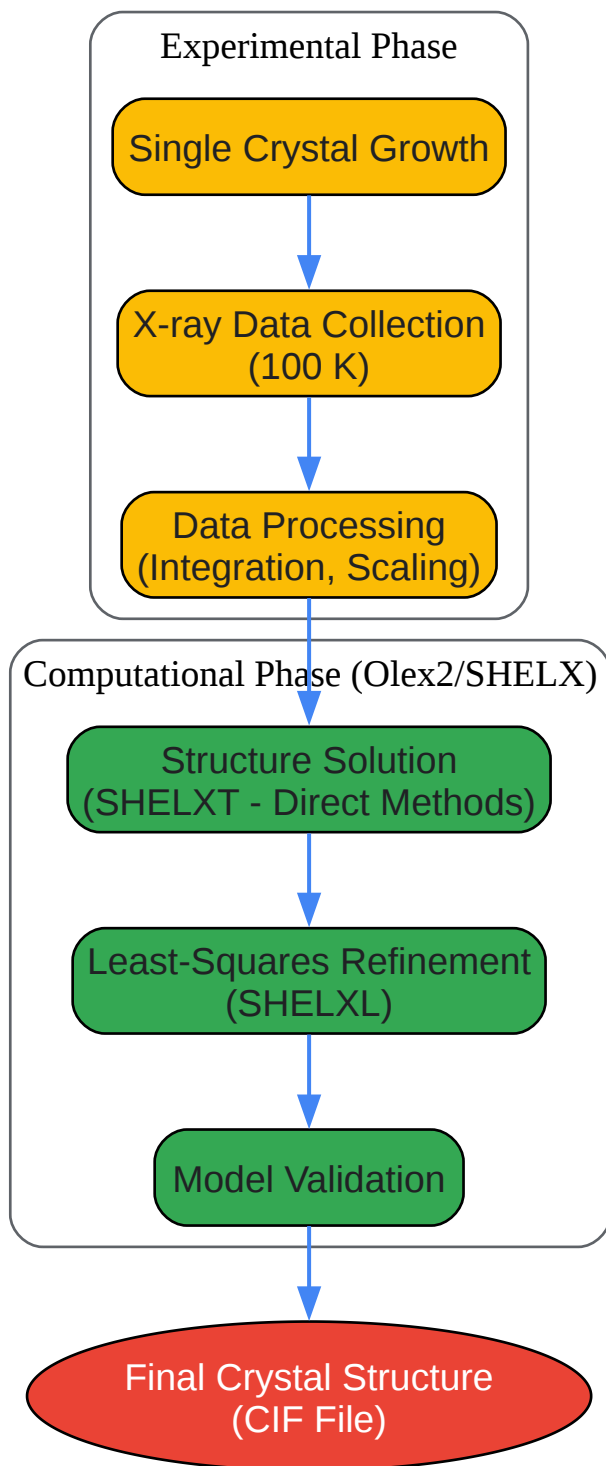 Experimental Phase
Single Crystal Growth
X-ray Data Collection
(100 K)
Data Processing
(Integration, Scaling)
Computational Phase (Olex2/SHELX)
Structure Solution
(SHELXT - Direct Methods)
Least-Squares Refinement
(SHELXL)
Model Validation
Final Crystal Structure
(CIF File)